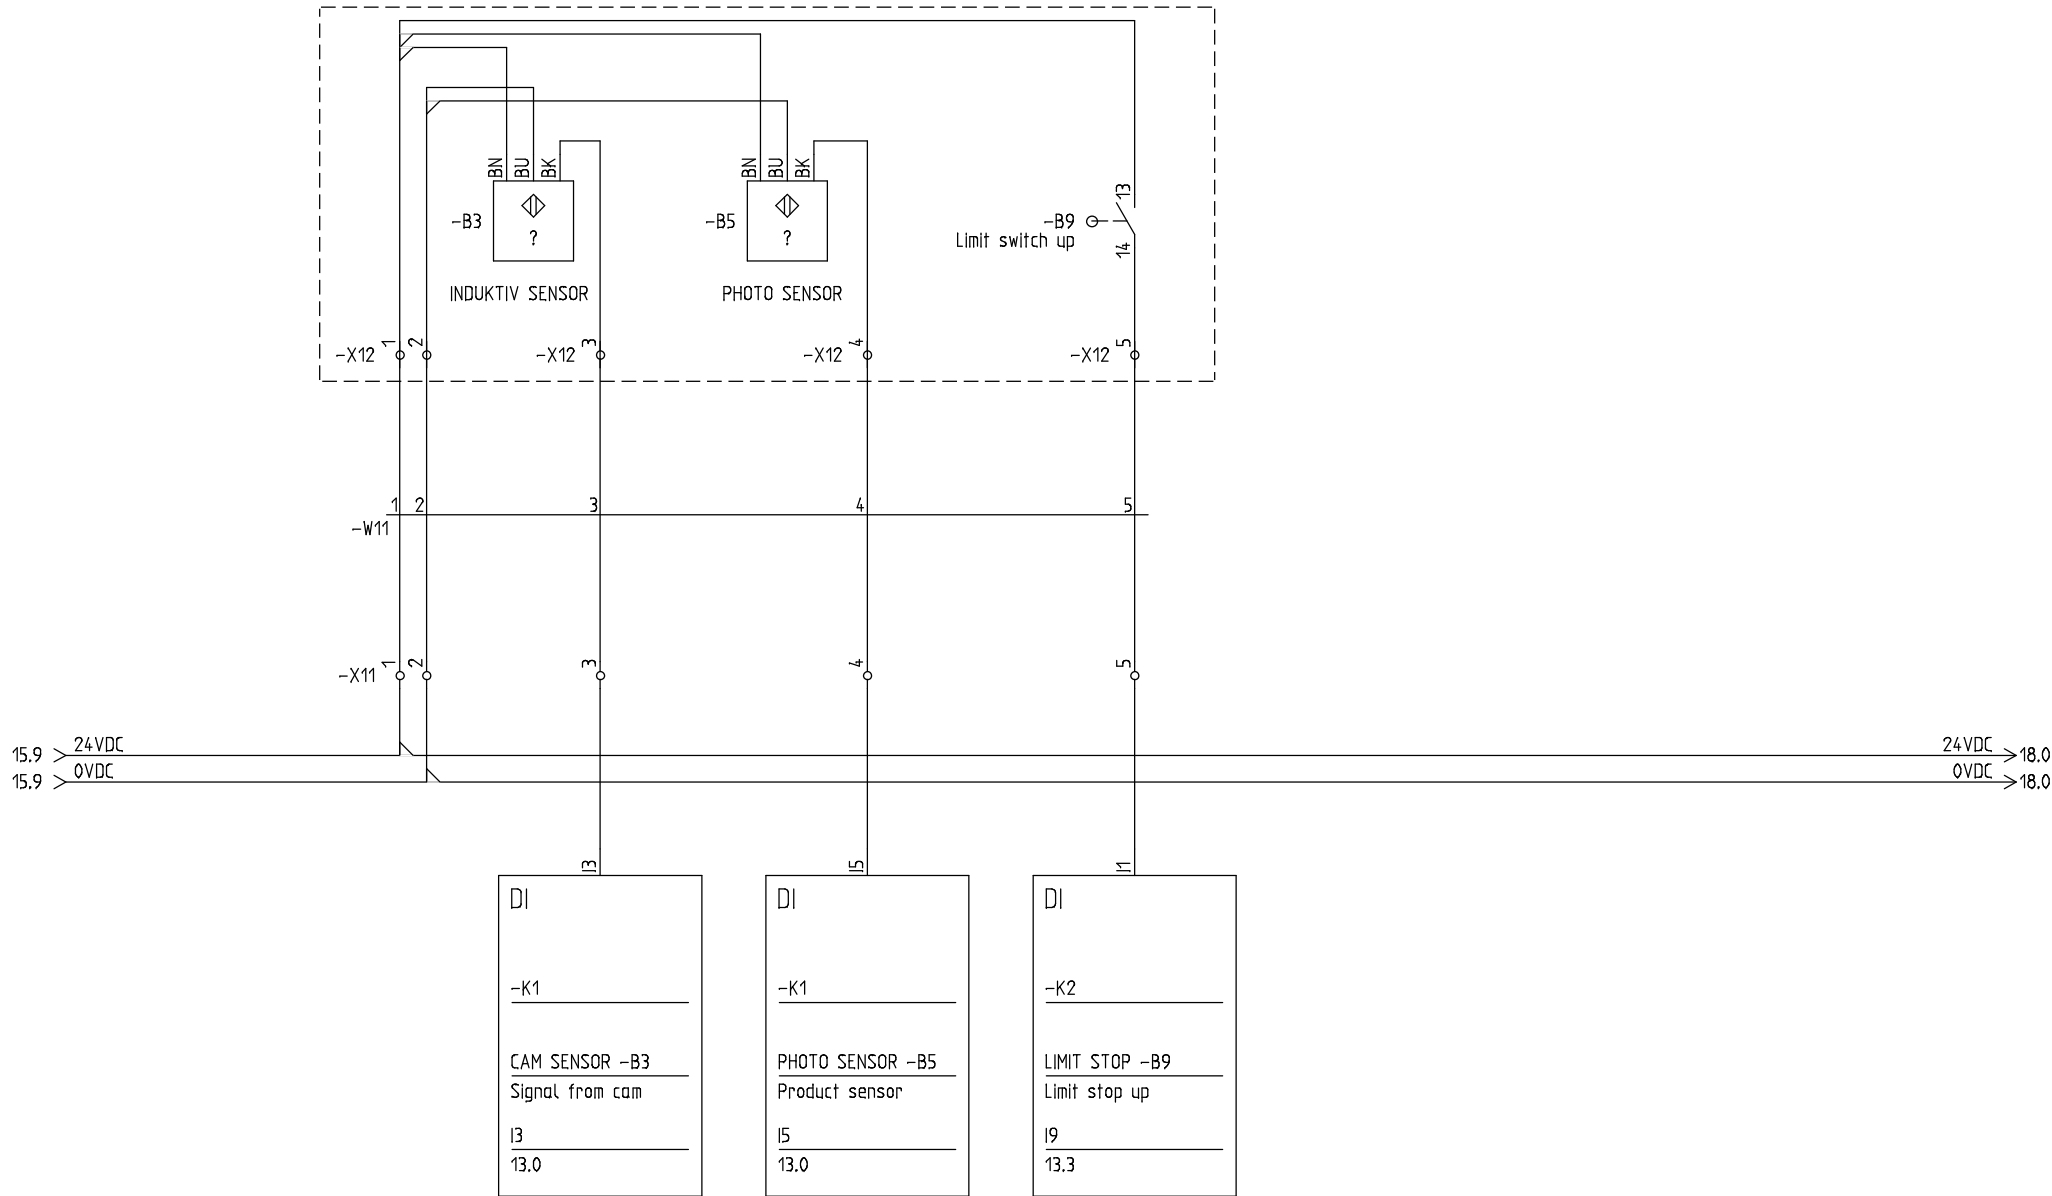 BN BU BK
BN BU BK
13
-B3
-B5
-B9
Limit switch up
14
INDUKTIV SENSOR
PHOTO SENSOR
-X12 1 2
-X12 3
-X12 4
-X12 5
1 2 3 4 5
-W11
-X11 1 2 3 4 5
15.9 24VDC
24VDC 18.0
15.9 0VDC
0VDC 18.0
I3
I5
I1
DI
-K1
CAM SENSOR -B3
Signal from cam
I3
13.0
DI
-K1
PHOTO SENSOR -B5
Product sensor
I5
13.0
DI
-K2
LIMIT STOP -B9
Limit stop up
I9
13.3
?
?